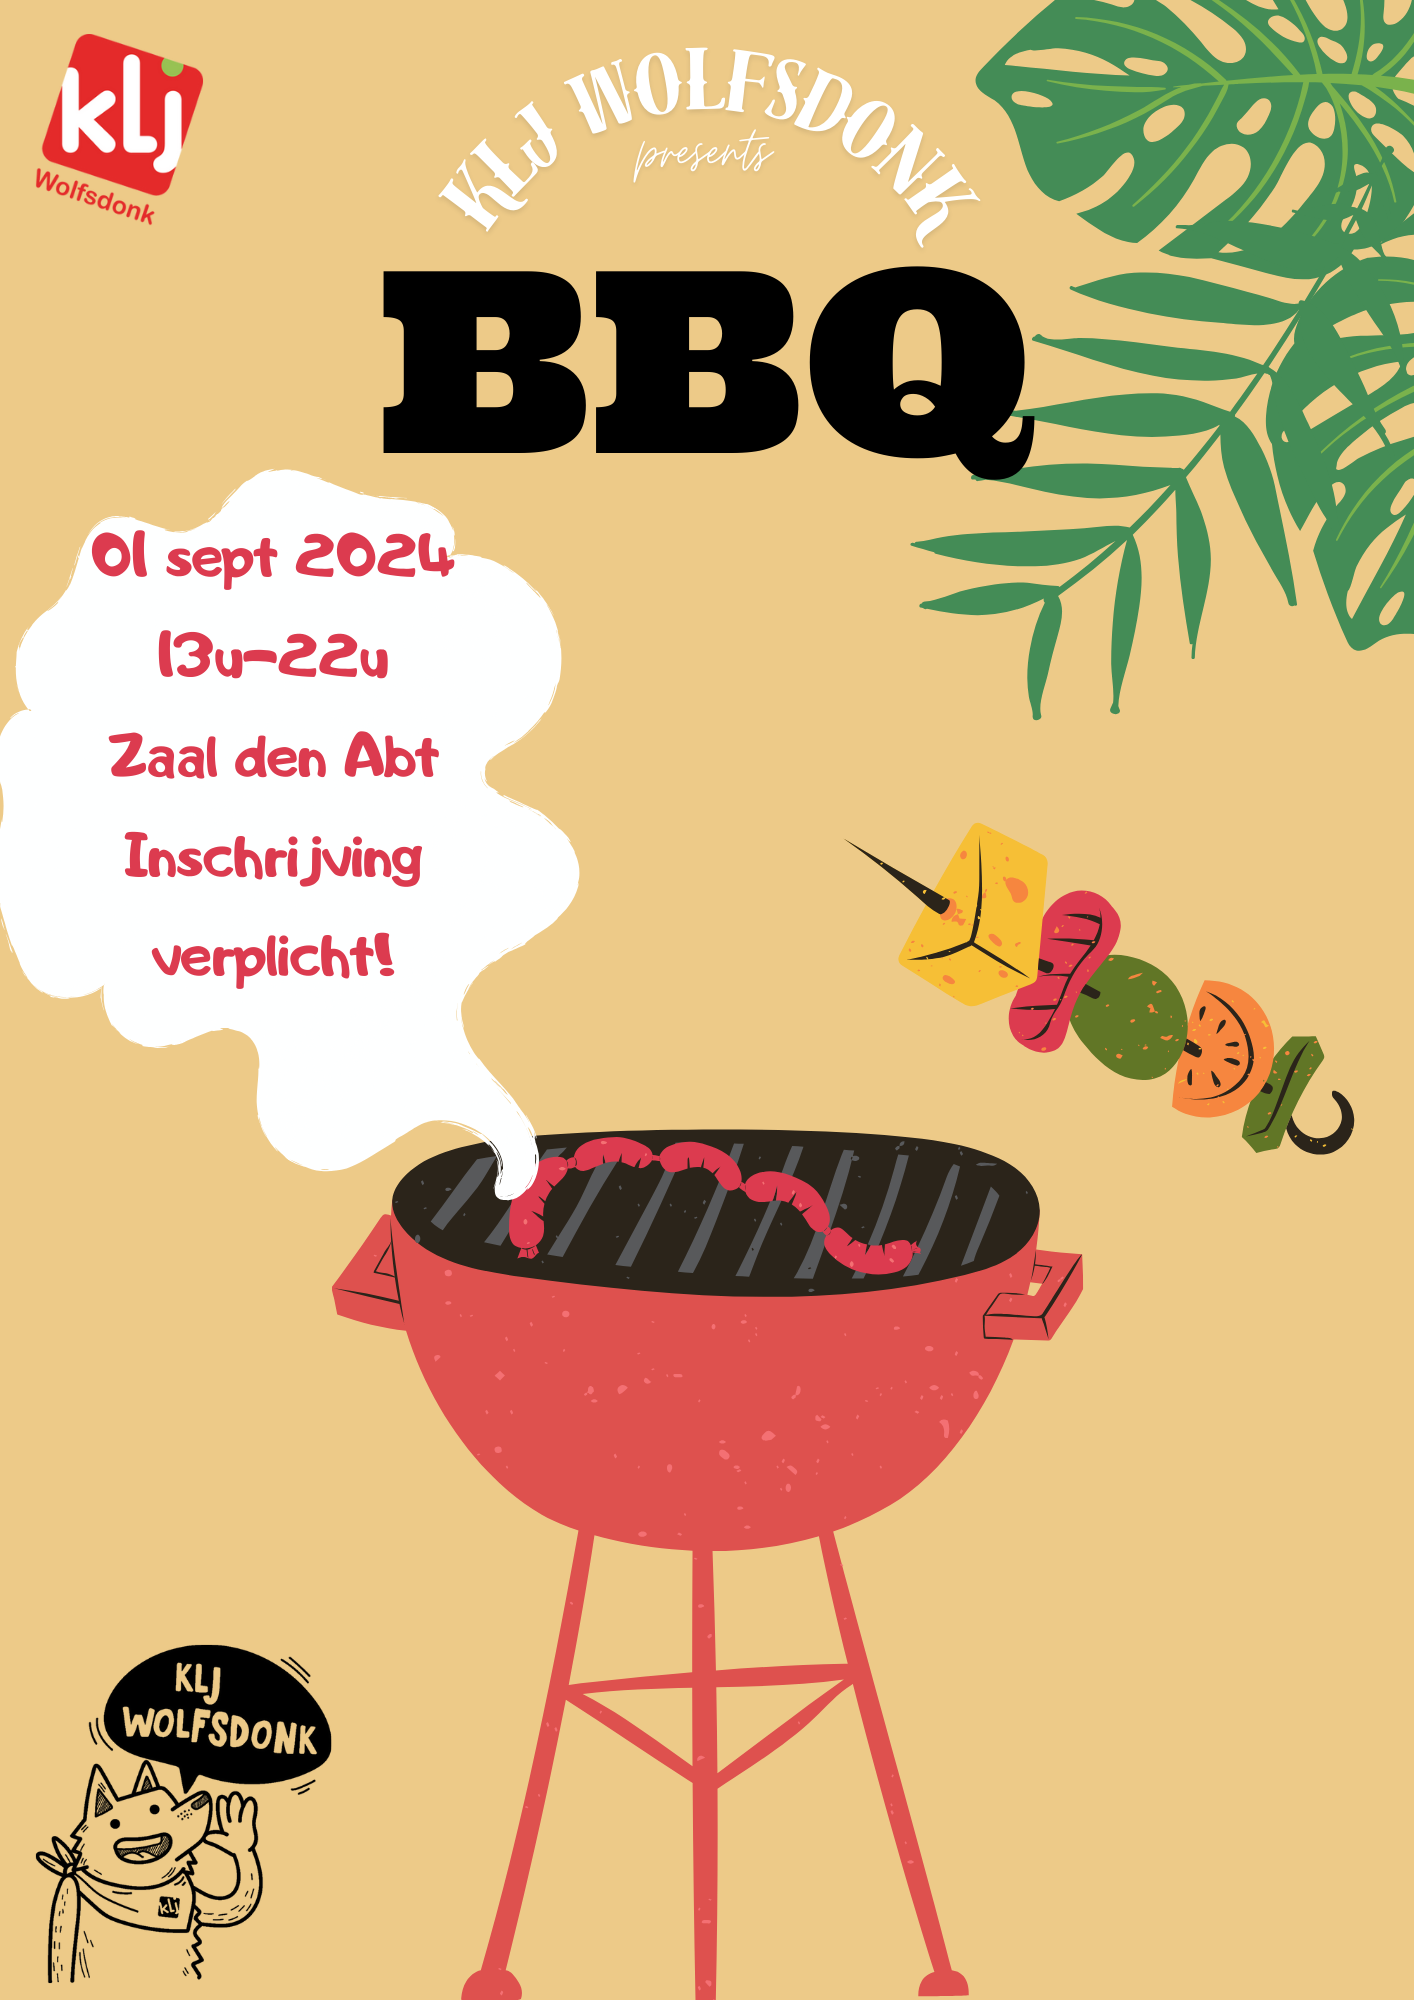 klj
Wolfsdonk
KLJ WOLFSDONK
presents
BBQ
01 sept 2024
13u-22u
Zaal den Abt
Inschrijving
verplicht!
KLJ
WOLFSDONK
klj